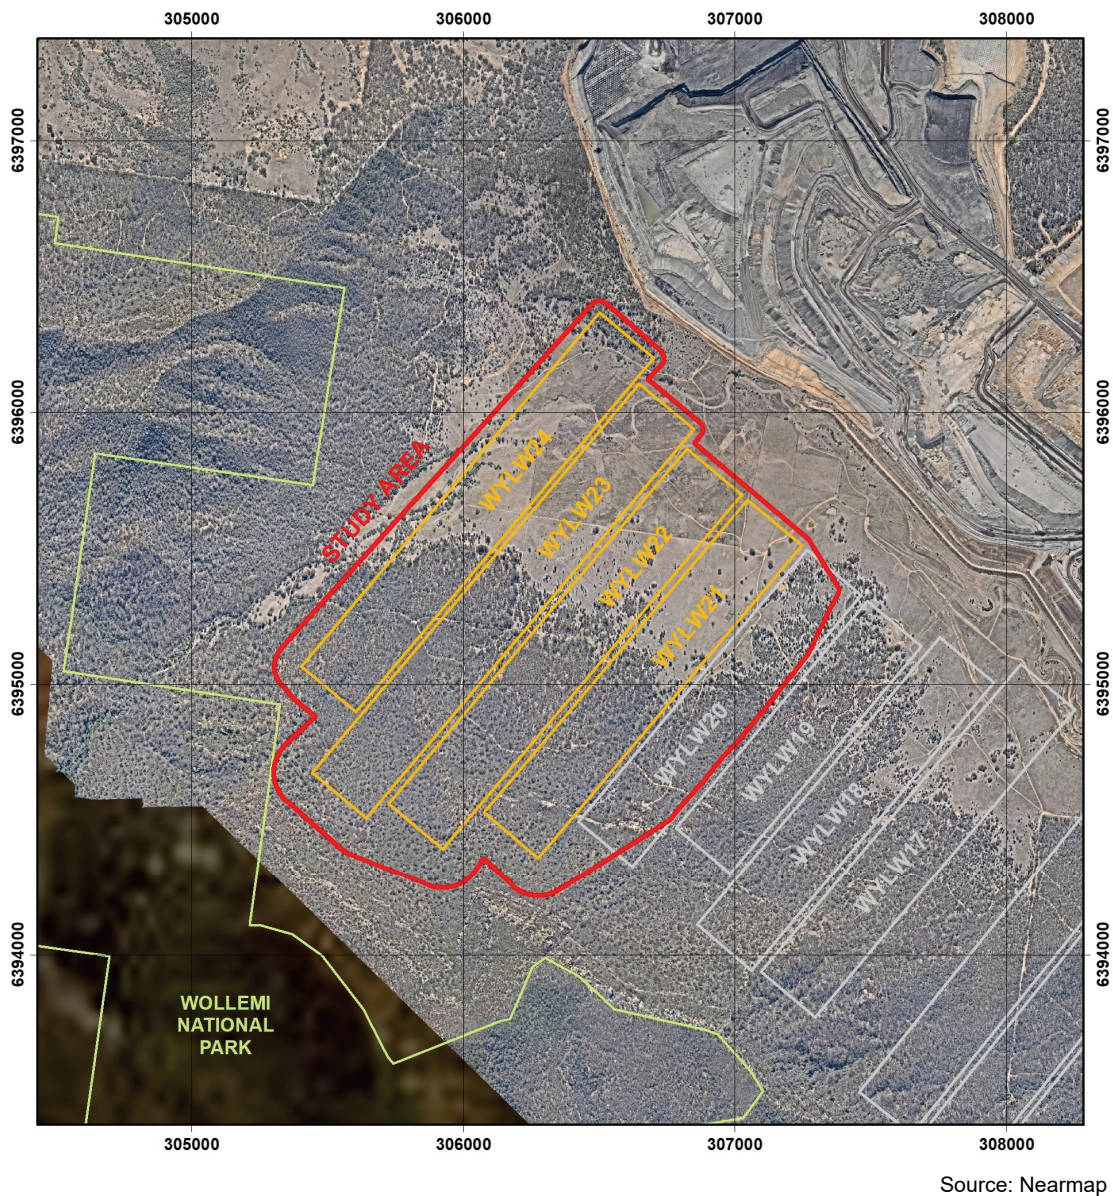 305000
306000
307000
308000
6397000
6397000
6396000
6396000
STUDY AREA
WYLW24
WYLW23
WYLW22
WYLW21
6395000
6395000
WYLW20
WYLW19
WYLW18
WYLW17
6394000
6394000
WOLLEMI
NATIONAL
PARK
305000
306000
307000
308000
Source: Nearmap